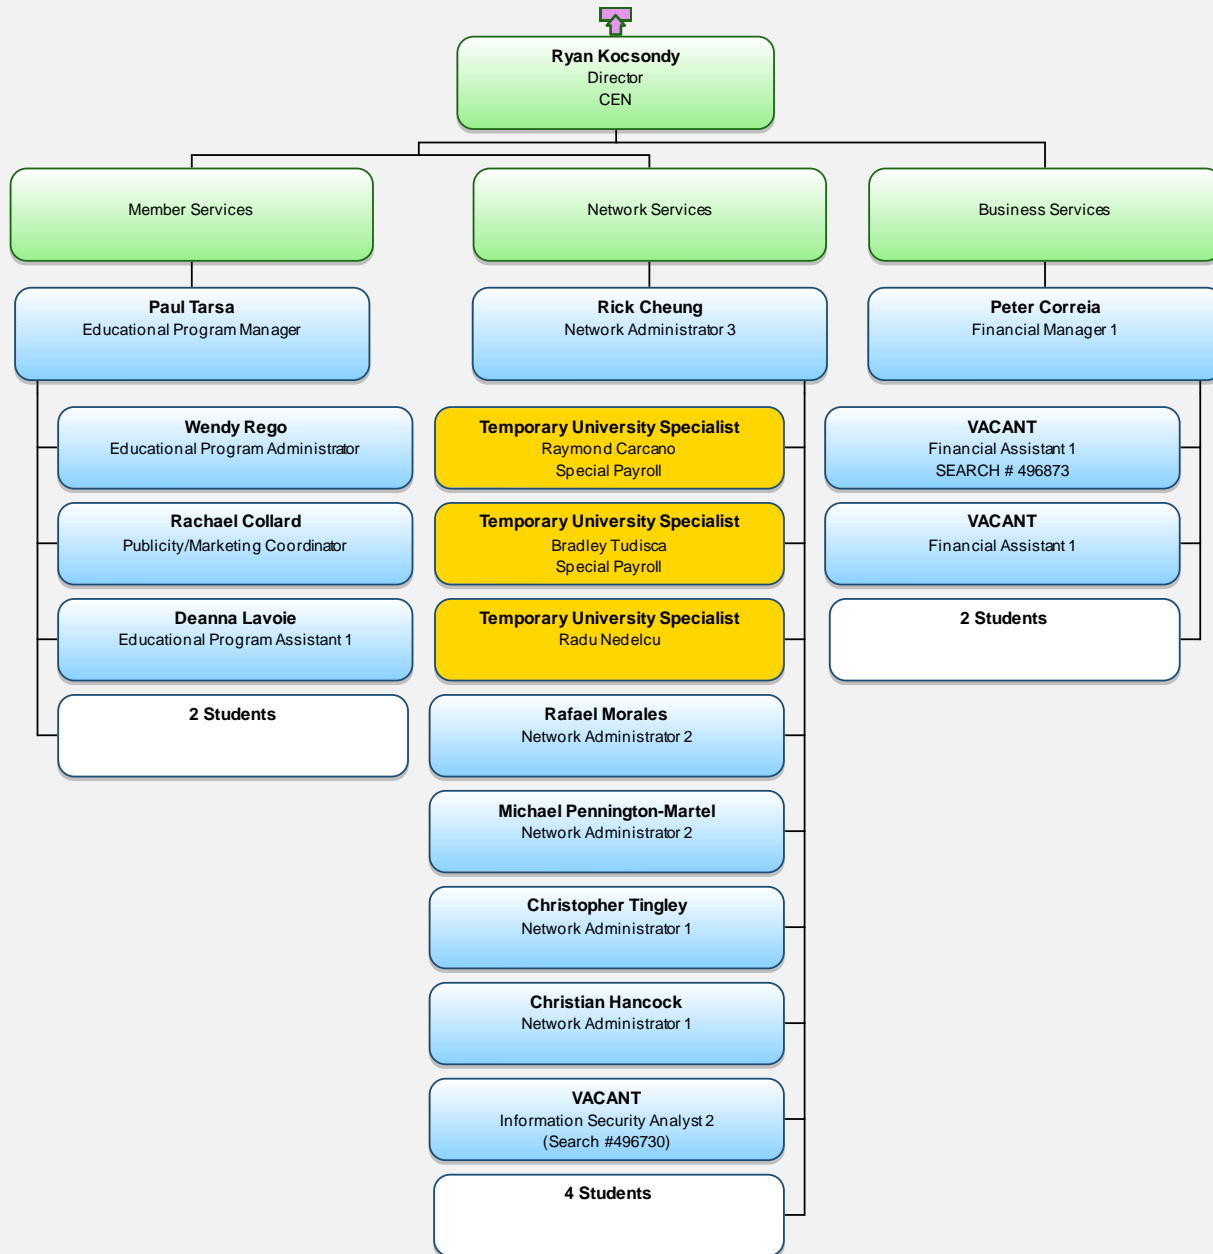 Ryan Kocsondy
Director
CEN
Member Services
Network Services
Business Services
Paul Tarsa
Educational Program Manager
Rick Cheung
Network Administrator 3
Peter Correia
Financial Manager 1
Wendy Rego
Educational Program Administrator
Rachael Collard
Publicity/Marketing Coordinator
Deanna Lavoie
Educational Program Assistant 1
2 Students
Temporary University Specialist
Raymond Carcano
Special Payroll
Temporary University Specialist
Bradley Tudisca
Special Payroll
Temporary University Specialist
Radu Nedelcu
Rafael Morales
Network Administrator 2
Michael Pennington-Martel
Network Administrator 2
Christopher Tingley
Network Administrator 1
Christian Hancock
Network Administrator 1
VACANT
Information Security Analyst 2
(Search #496730)
4 Students
VACANT
Financial Assistant 1
SEARCH # 496873
VACANT
Financial Assistant 1
2 Students